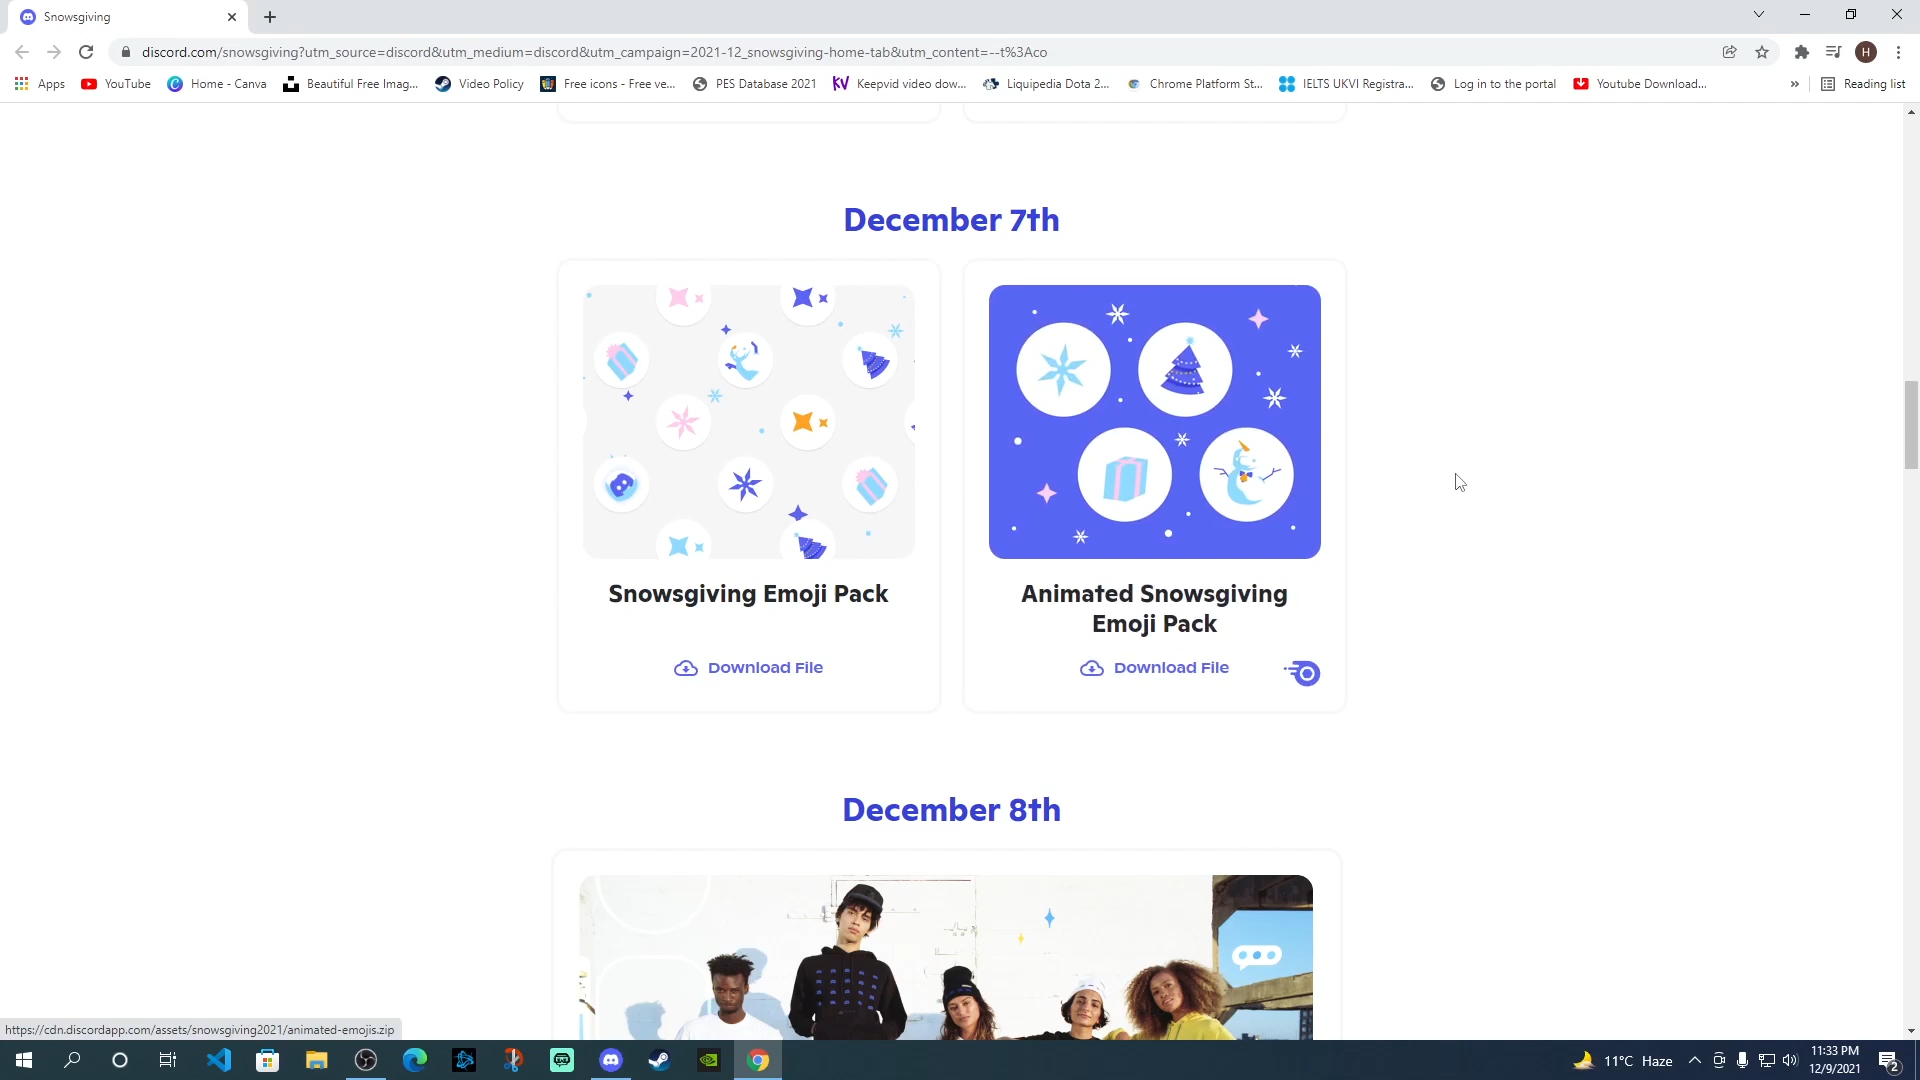 Snowsgiving
discord.com/snowsgiving?utm_source=discord&utm_medium=discord&utm_campaign=2021-12_snowsgiving-home-tab&utm_content=--t%3Aco
H
Apps YouTube Home - Canva Beautiful Free Imag... Video Policy Free icons - Free ve... PES Database 2021 KV Keepvid video dow... Liquipedia Dota 2... Chrome Platform St... IELTS UKVI Registra... Log in to the portal Youtube Download... » Reading list
December 7th
Snowsgiving Emoji Pack
Download File
Animated Snowsgiving
Emoji Pack
Download File
December 8th
https://cdn.discordapp.com/assets/snowsgiving2021/animated-emojis.zip
11°C Haze
11:33 PM
12/9/2021
2